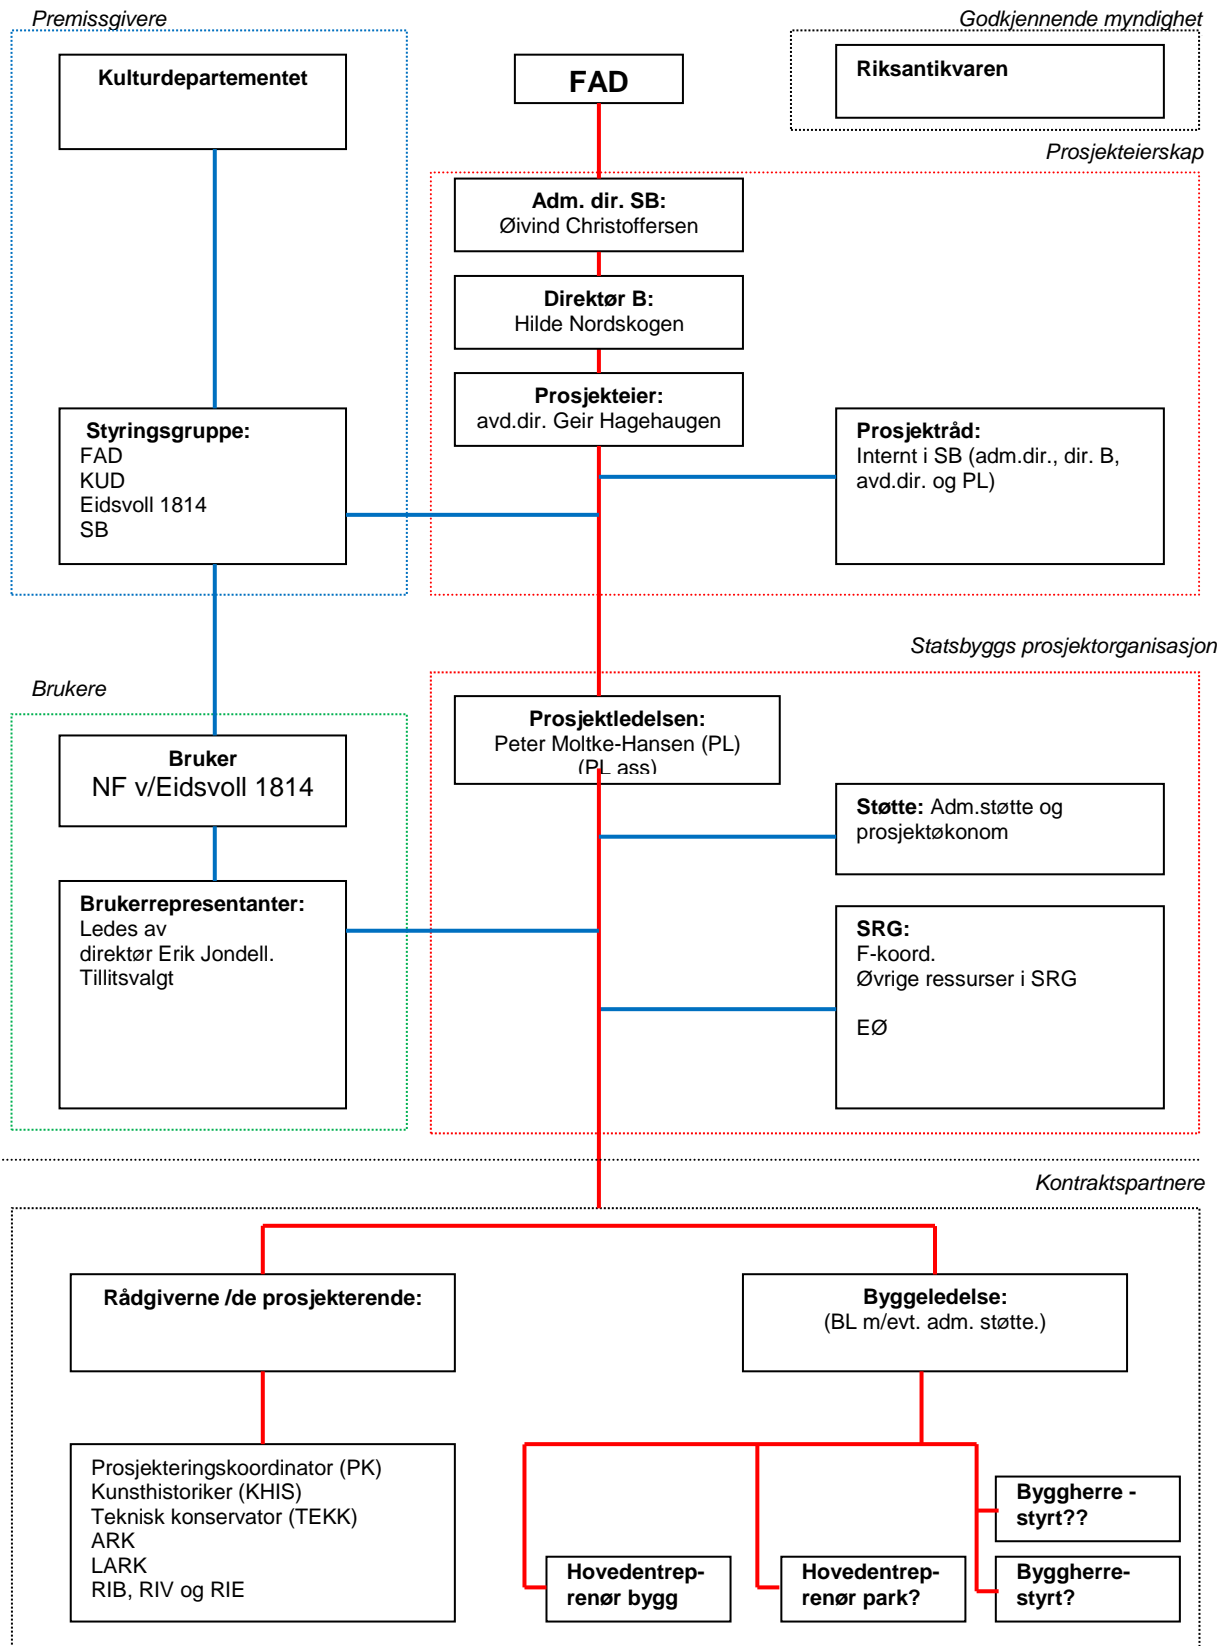 Premissgivere
Godkjennende myndighet
Kulturdepartementet
FAD
Riksantikvaren
Prosjekteierskap
Adm. dir. SB:
Øivind Christoffersen
Direktør B:
Hilde Nordskogen
Prosjekteier:
avd.dir. Geir Hagehaugen
Styringsgruppe:
FAD
KUD
Eidsvoll 1814
SB
Prosjektråd:
Internt i SB (adm.dir., dir. B,
avd.dir. og PL)
Statsbyggs prosjektorganisasjon
Brukere
Prosjektledelsen:
Peter Moltke-Hansen (PL)
(PL ass)
Bruker
NF v/Eidsvoll 1814
Støtte: Adm.støtte og
prosjektøkonom
Brukerrepresentanter:
Ledes av
direktør Erik Jondell.
Tillitsvalgt
SRG:
F-koord.
Øvrige ressurser i SRG
EØ
Kontraktspartnere
Rådgiverne /de prosjekterende:
Byggeledelse:
(BL m/evt. adm. støtte.)
Prosjekteringskoordinator (PK)
Kunsthistoriker (KHIS)
Teknisk konservator (TEKK)
ARK
LARK
RIB, RIV og RIE
Hovedentrep-
renør bygg
Hovedentrep-
renør park?
Byggherre -
styrt??
Byggherre-
styrt?